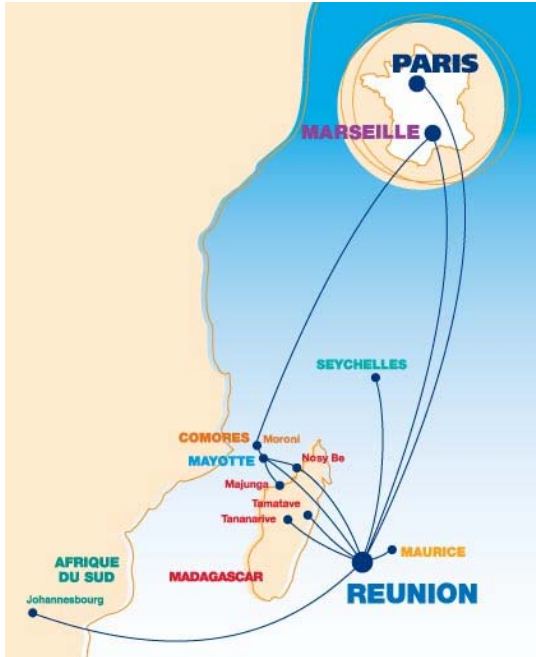 PARIS
MARSEILLE
SEYCHELLES
COMORES Moroni
MAYOTTE
Nosy Be
Majunga
Tamatave
Tananarive
MAURICE
AFRIQUE
DU SUD
MADAGASCAR
REUNION
Johannesbourg